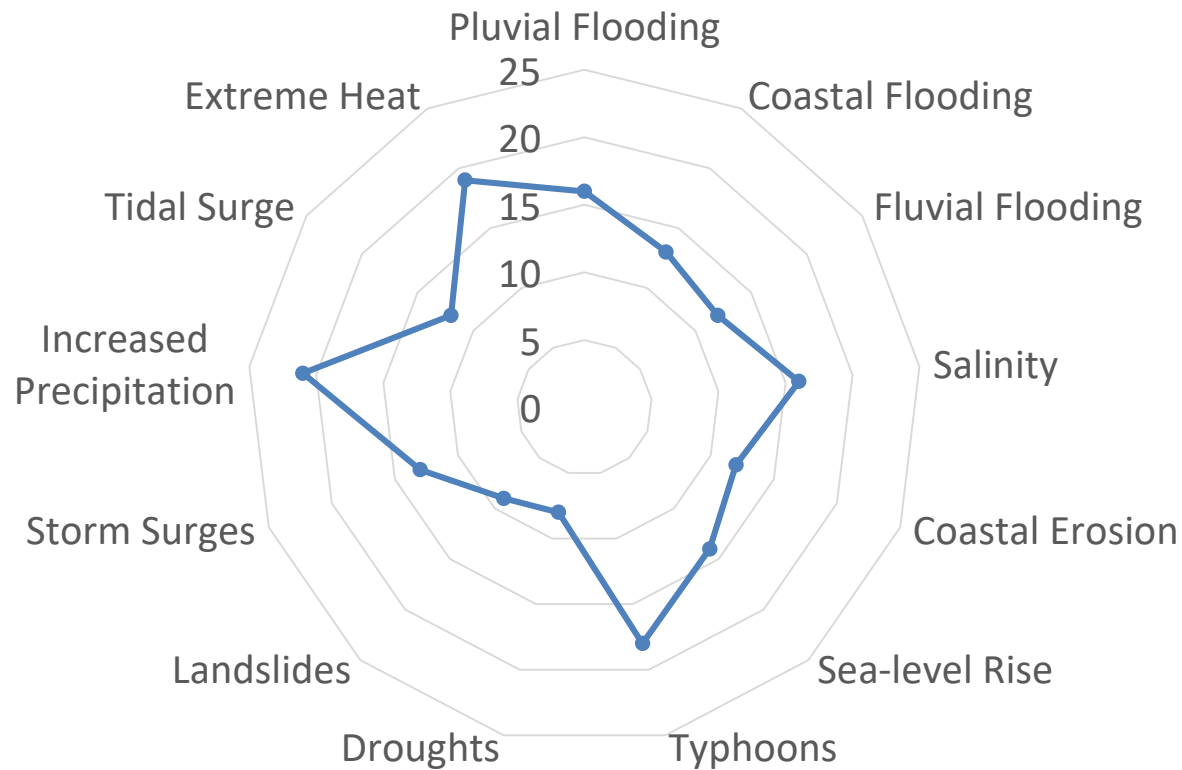 Pluvial Flooding
25
Extreme Heat
Coastal Flooding
20
Tidal Surge
15
Fluvial Flooding
10
Increased
Precipitation
5
Salinity
0
Storm Surges
Coastal Erosion
Landslides
Sea-level Rise
Droughts
Typhoons